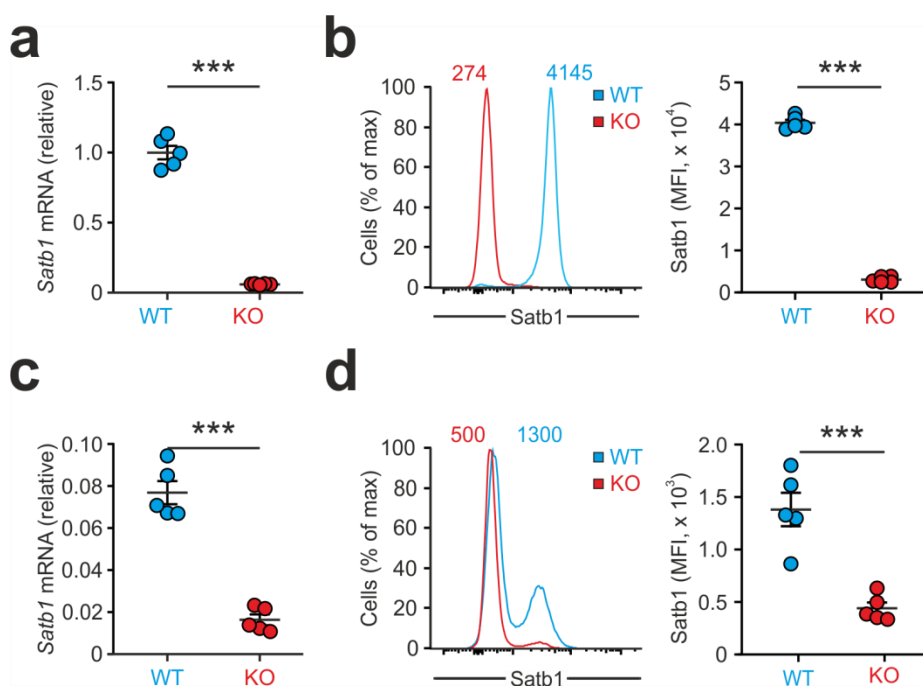 a
***
Satb1 mRNA (relative)
1.5
1.0
0.5
0
WT
KO
b
274
4145
WT
KO
Cells (% of max)
100
80
60
40
20
0
Satb1
***
Satb1 (MFI, x 10⁴)
5
4
3
2
1
0
WT
KO
c
***
Satb1 mRNA (relative)
0.10
0.08
0.06
0.04
0.02
0
WT
KO
d
500
1300
WT
KO
Cells (% of max)
100
80
60
40
20
0
Satb1
***
Satb1 (MFI, x 10³)
2.0
1.5
1.0
0.5
0
WT
KO